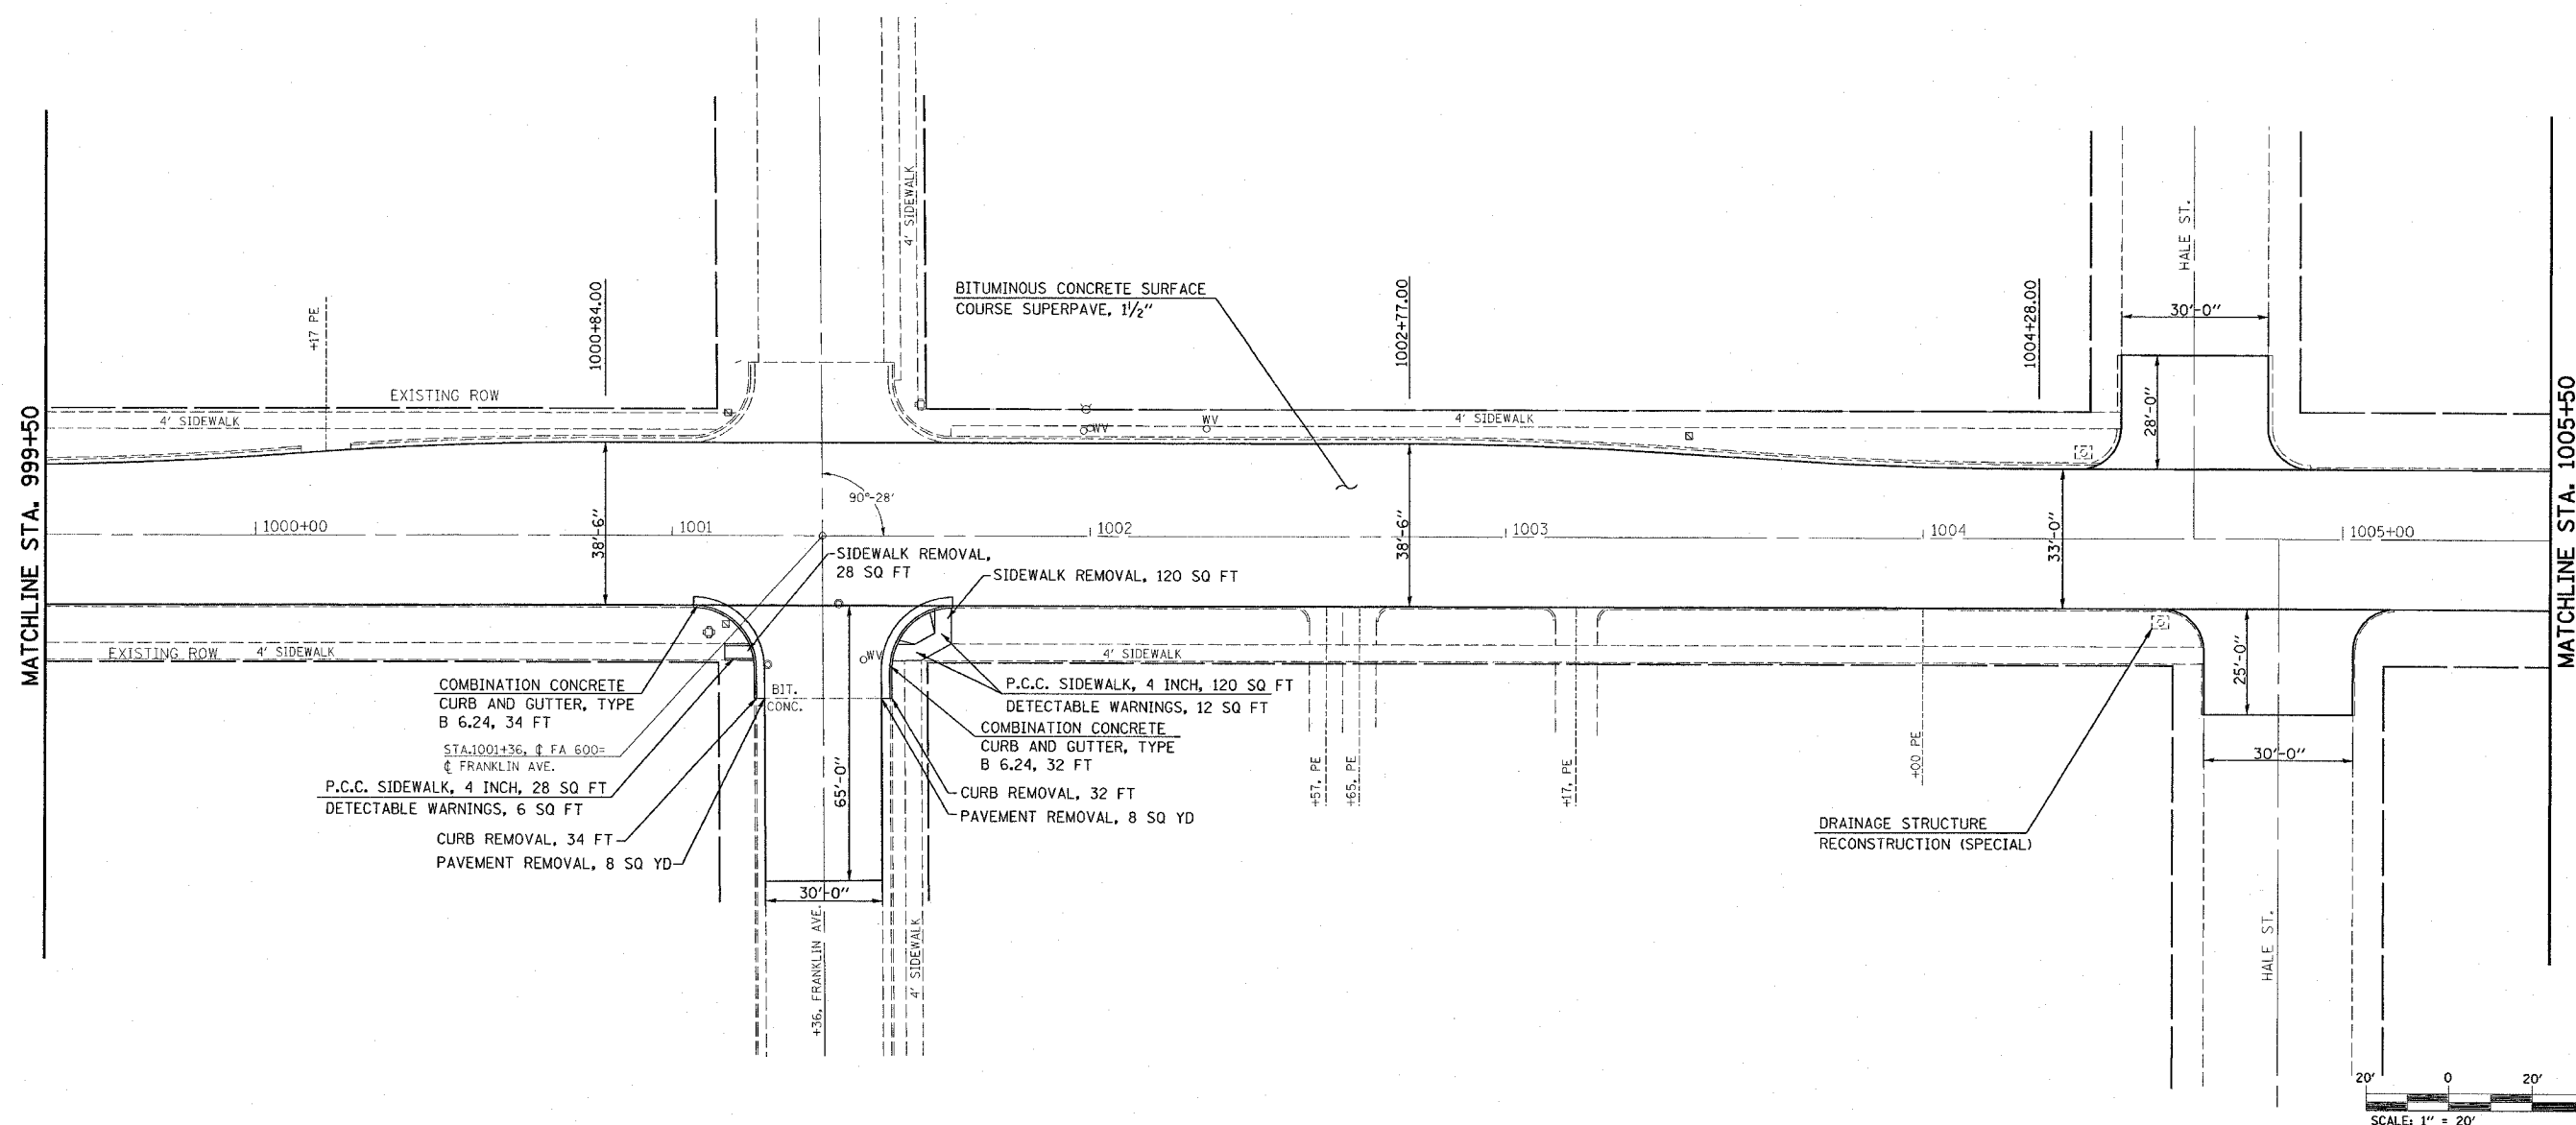 MATCHLINE STA. 999+50
+17 PE
1000+84.00
EXISTING ROW
4' SIDEWALK
4' SIDEWALK
BITUMINOUS CONCRETE SURFACE
COURSE SUPERPAVE, 1½"
1002+77.00
WV
WV
4' SIDEWALK
1004+28.00
HALE ST.
30'-0"
28'-0"
MATCHLINE STA. 1005+50
90°-28'
1000+00
1001
1002
1003
1004
1005+00
38'-6"
38'-6"
33'-0"
SIDEWALK REMOVAL,
28 SQ FT
SIDEWALK REMOVAL, 120 SQ FT
EXISTING ROW
4' SIDEWALK
WV
4' SIDEWALK
COMBINATION CONCRETE
CURB AND GUTTER, TYPE
B 6.24, 34 FT
STA.1001+36, ℄ FA 600=
℄ FRANKLIN AVE.
P.C.C. SIDEWALK, 4 INCH, 28 SQ FT
DETECTABLE WARNINGS, 6 SQ FT
CURB REMOVAL, 34 FT
PAVEMENT REMOVAL, 8 SQ YD
BIT.
CONC.
65'-0"
30'-0"
P.C.C. SIDEWALK, 4 INCH, 120 SQ FT
DETECTABLE WARNINGS, 12 SQ FT
COMBINATION CONCRETE
CURB AND GUTTER, TYPE
B 6.24, 32 FT
CURB REMOVAL, 32 FT
PAVEMENT REMOVAL, 8 SQ YD
+36, FRANKLIN AVE.
4' SIDEWALK
+57, PE
+65, PE
+17, PE
+00 PE
25'-0"
30'-0"
DRAINAGE STRUCTURE
RECONSTRUCTION (SPECIAL)
HALE ST.
20' 0 20'
SCALE: 1" = 20'